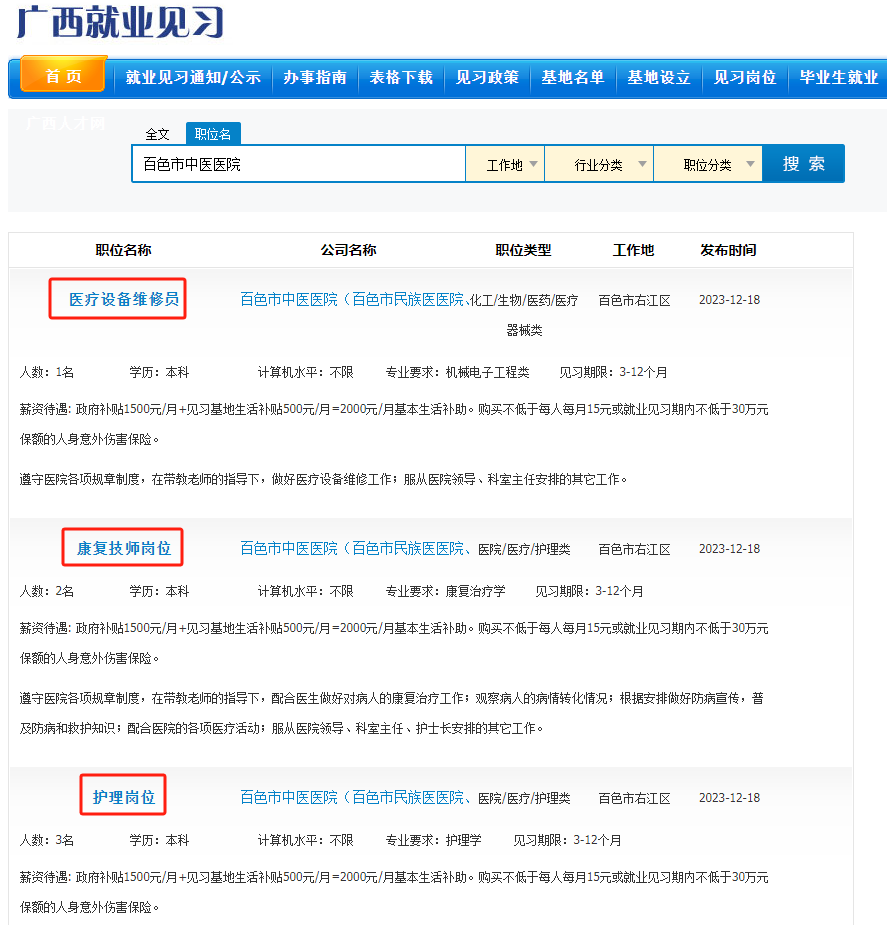 广西就业见习
首页 就业见习通知/公示 办事指南 表格下载 见习政策 基地名单 基地设立 见习岗位 毕业生就业
广西人才网
全文 职位名
百色市中医医院 工作地 行业分类 职位分类 搜索
职位名称 公司名称 职位类型 工作地 发布时间
医疗设备维修员 百色市中医医院（百色市民族医医院、 化工/生物/医药/医疗 百色市右江区 2023-12-18
器械类
人数：1名 学历：本科 计算机水平：不限 专业要求：机械电子工程类 见习期限：3-12个月
薪资待遇: 政府补贴1500元/月+见习基地生活补贴500元/月=2000元/月基本生活补助。购买不低于每人每月15元或就业见习期内不低于30万元
保额的人身意外伤害保险。
遵守医院各项规章制度，在带教老师的指导下，做好医疗设备维修工作；服从医院领导、科室主任安排的其它工作。
康复技师岗位 百色市中医医院（百色市民族医医院、 医院/医疗/护理类 百色市右江区 2023-12-18
人数：2名 学历：本科 计算机水平：不限 专业要求：康复治疗学 见习期限：3-12个月
薪资待遇: 政府补贴1500元/月+见习基地生活补贴500元/月=2000元/月基本生活补助。购买不低于每人每月15元或就业见习期内不低于30万元
保额的人身意外伤害保险。
遵守医院各项规章制度，在带教老师的指导下，配合医生做好对病人的康复治疗工作；观察病人的病情转化情况；根据安排做好防病宣传，普
及防病和救护知识；配合医院的各项医疗活动；服从医院领导、科室主任、护士长安排的其它工作。
护理岗位 百色市中医医院（百色市民族医医院、 医院/医疗/护理类 百色市右江区 2023-12-18
人数：3名 学历：本科 计算机水平：不限 专业要求：护理学 见习期限：3-12个月
薪资待遇: 政府补贴1500元/月+见习基地生活补贴500元/月=2000元/月基本生活补助。购买不低于每人每月15元或就业见习期内不低于30万元
保额的人身意外伤害保险。